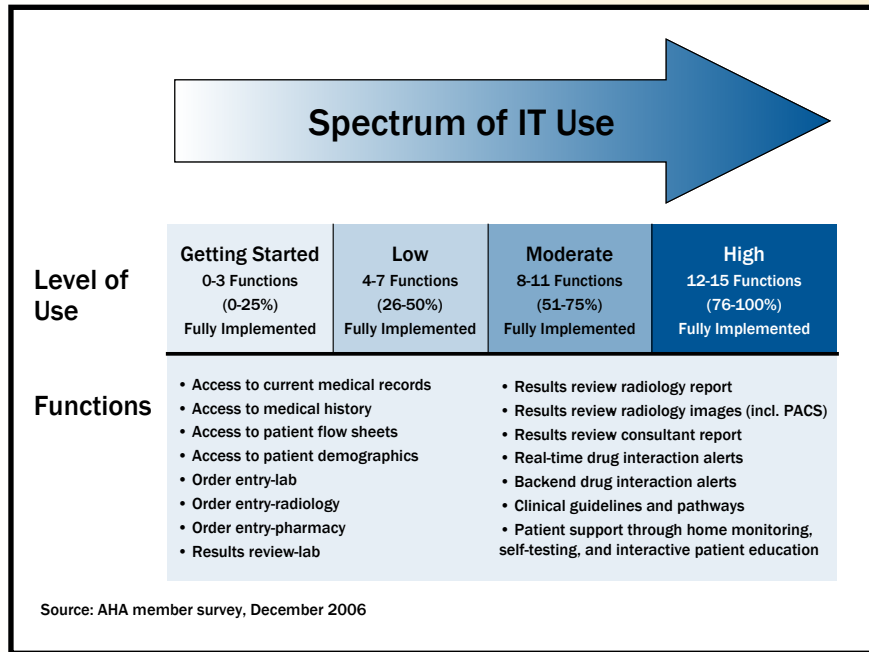 Spectrum of IT Use
Level of
Use
Getting Started
0-3 Functions
(0-25%)
Fully Implemented
Low
4-7 Functions
(26-50%)
Fully Implemented
Moderate
8-11 Functions
(51-75%)
Fully Implemented
High
12-15 Functions
(76-100%)
Fully Implemented
Functions
• Access to current medical records
• Access to medical history
• Access to patient flow sheets
• Access to patient demographics
• Order entry-lab
• Order entry-radiology
• Order entry-pharmacy
• Results review-lab
• Results review radiology report
• Results review radiology images (incl. PACS)
• Results review consultant report
• Real-time drug interaction alerts
• Backend drug interaction alerts
• Clinical guidelines and pathways
• Patient support through home monitoring,
self-testing, and interactive patient education
Source: AHA member survey, December 2006